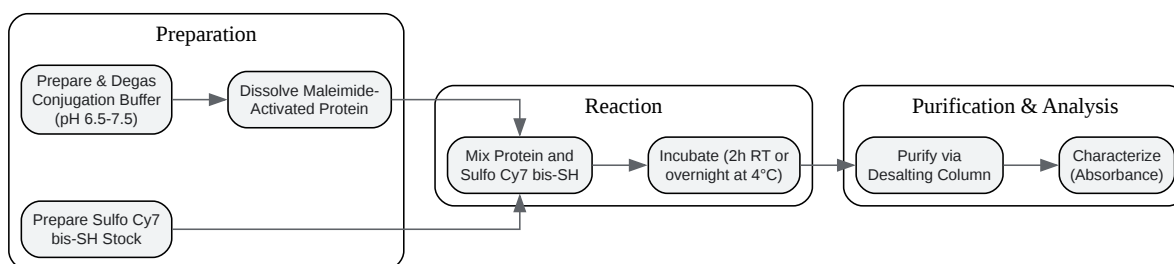 Preparation
Prepare & Degas
Conjugation Buffer
(pH 6.5-7.5)
Dissolve Maleimide-
Activated Protein
Prepare Sulfo Cy7
bis-SH Stock
Reaction
Mix Protein and
Sulfo Cy7 bis-SH
Incubate (2h RT or
overnight at 4°C)
Purification & Analysis
Purify via
Desalting Column
Characterize
(Absorbance)